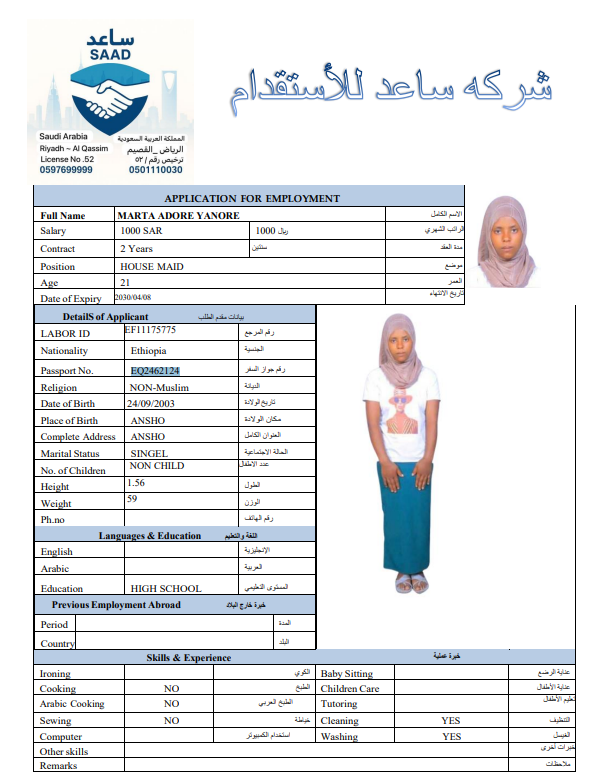 ساعد
SAAD
Saudi Arabia المملكة العربية السعودية
Riyadh ~ Al Qassim الرياض _القصيم
License No .52 ترخيص رقم / ٥٢
0597699999 0501110030
شركه ساعد للأستقدام
APPLICATION FOR EMPLOYMENT
Full Name MARTA ADORE YANORE الاسم الكامل
Salary 1000 SAR 1000 ريال الراتب الشهري
Contract 2 Years سنتين مدة العقد
Position HOUSE MAID موضع
Age 21 العمر
Date of Expiry 2030/04/08 تاريخ الانتهاء
DetailS of Applicant بيانات مقدم الطلب
LABOR ID EF11175775 رقم المرجع
Nationality Ethiopia الجنسية
Passport No. EQ2462124 رقم جواز السفر
Religion NON-Muslim الديانة
Date of Birth 24/09/2003 تاريخ الولادة
Place of Birth ANSHO مكان الولادة
Complete Address ANSHO العنوان الكامل
Marital Status SINGEL الحالة الاجتماعية
No. of Children NON CHILD عدد الاطفال
Height 1.56 الطول
Weight 59 الوزن
Ph.no رقم الهاتف
Languages & Education اللغة والتعليم
English الإنجليزية
Arabic العربية
Education HIGH SCHOOL المستوى التعليمي
Previous Employment Abroad خبرة خارج البلاد
Period المدة
Country البلد
Skills & Experience خبرة عملية
Ironing الكوي Baby Sitting عناية الرضع
Cooking NO الطبخ Children Care عناية الأطفال
Arabic Cooking NO الطبخ العربي Tutoring تعليم الأطفال
Sewing NO خياطة Cleaning YES التنظيف
Computer استخدام الكمبيوتر Washing YES الغيسل
Other skills خبرات أخرى
Remarks ملاحظات